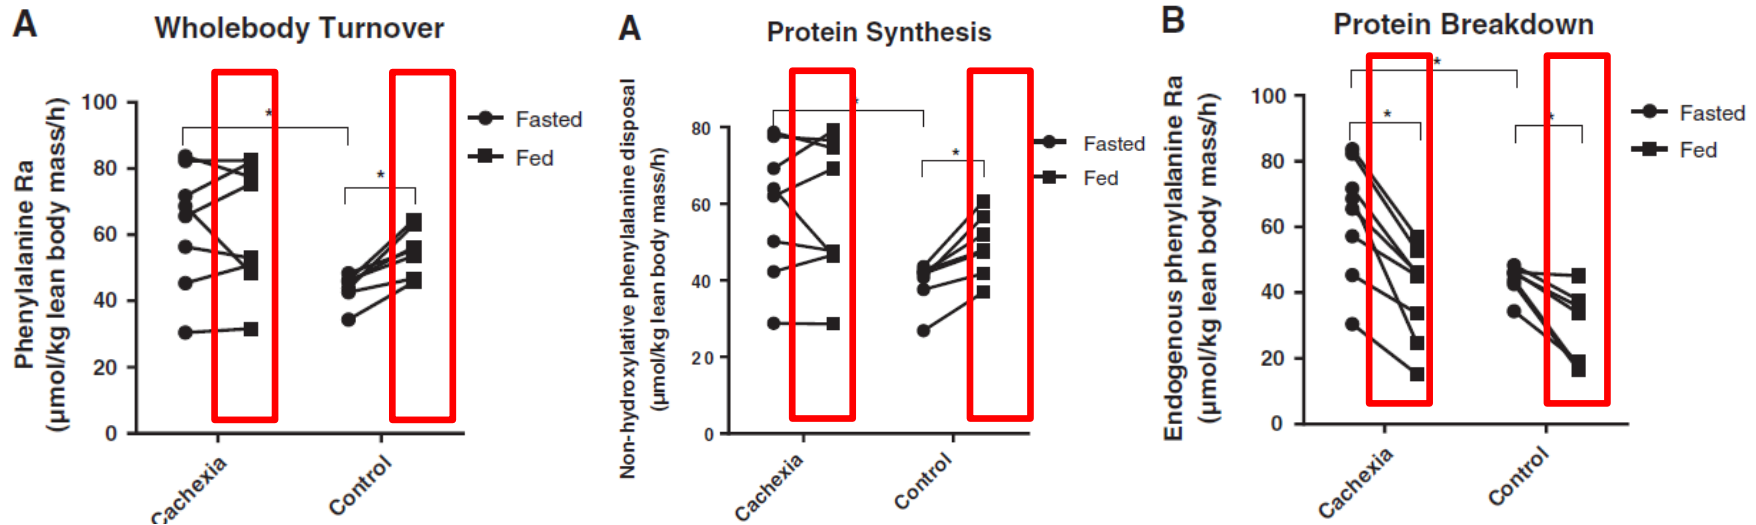 A
Wholebody Turnover
Phenylalanine Ra
(µmol/kg lean body mass/h)
100
80
60
40
20
0
*
*
Fasted
Fed
Cachexia
Control
A
Protein Synthesis
Non-hydroxylative phenylalanine disposal
(µmol/kg lean body mass/h)
80
60
40
20
0
*
*
Fasted
Fed
Cachexia
Control
B
Protein Breakdown
Endogenous phenylalanine Ra
(µmol/kg lean body mass/h)
100
80
60
40
20
0
*
*
*
Fasted
Fed
Cachexia
Control